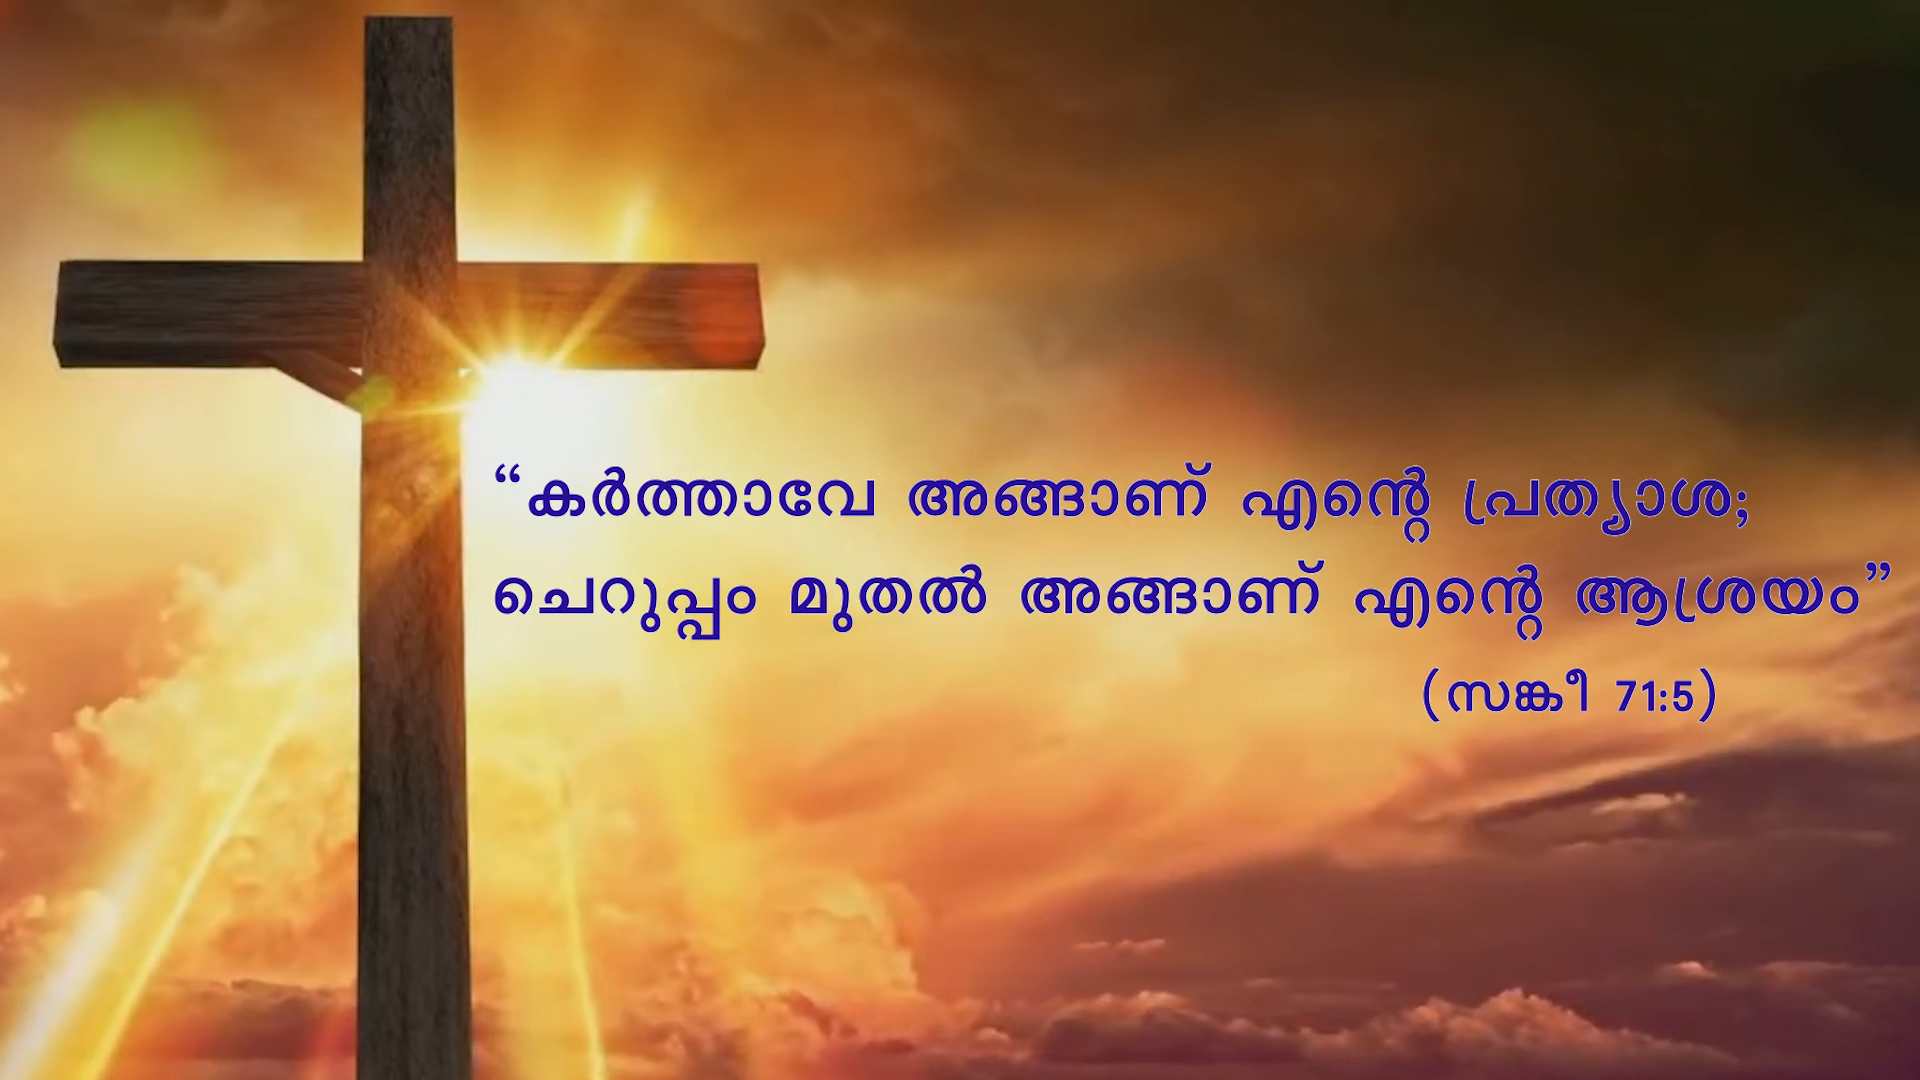 “കർത്താവേ അങ്ങാണ് എന്റെ പ്രത്യാശ;
ചെറുപ്പം മുതൽ അങ്ങാണ് എന്റെ ആശ്രയം”
(സങ്കീ 71:5)